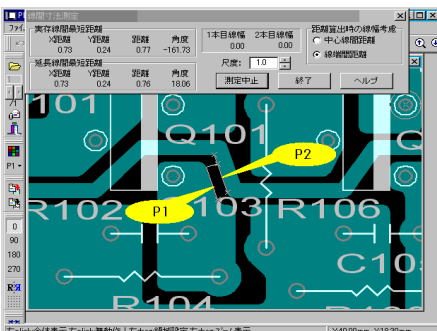 線間寸法測定
実存線間最短距離
X距離 Y距離 距離 角度
0.73 0.24 0.77 -161.73
延長線間最短距離
X距離 Y距離 距離 角度
0.73 0.24 0.76 18.06
1本目線幅 2本目線幅
0.00 0.00
尺度: 1.0
距離算出時の線幅考慮
中心線間距離
線端間距離
測定中止 終了 ヘルプ
P1
0
90
180
270
101
Q101
P2
P1
R102
103
R106
C10
R104